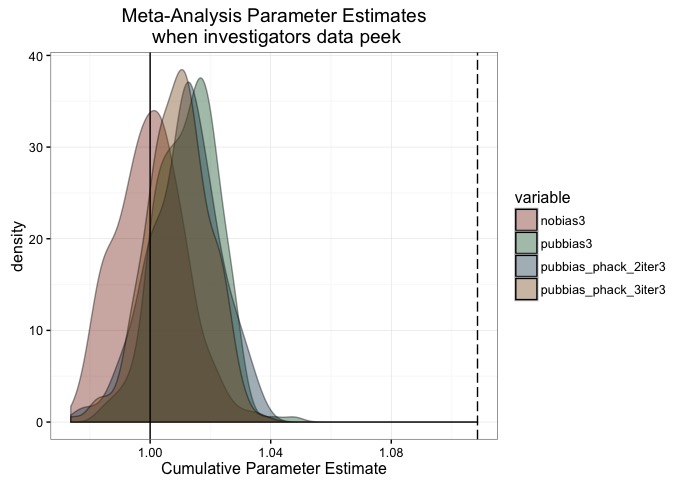 Meta-Analysis Parameter Estimates
when investigators data peek
40
30
20
10
0
density
1.00
1.04
1.08
Cumulative Parameter Estimate
variable
nobias3
pubbias3
pubbias_phack_2iter3
pubbias_phack_3iter3